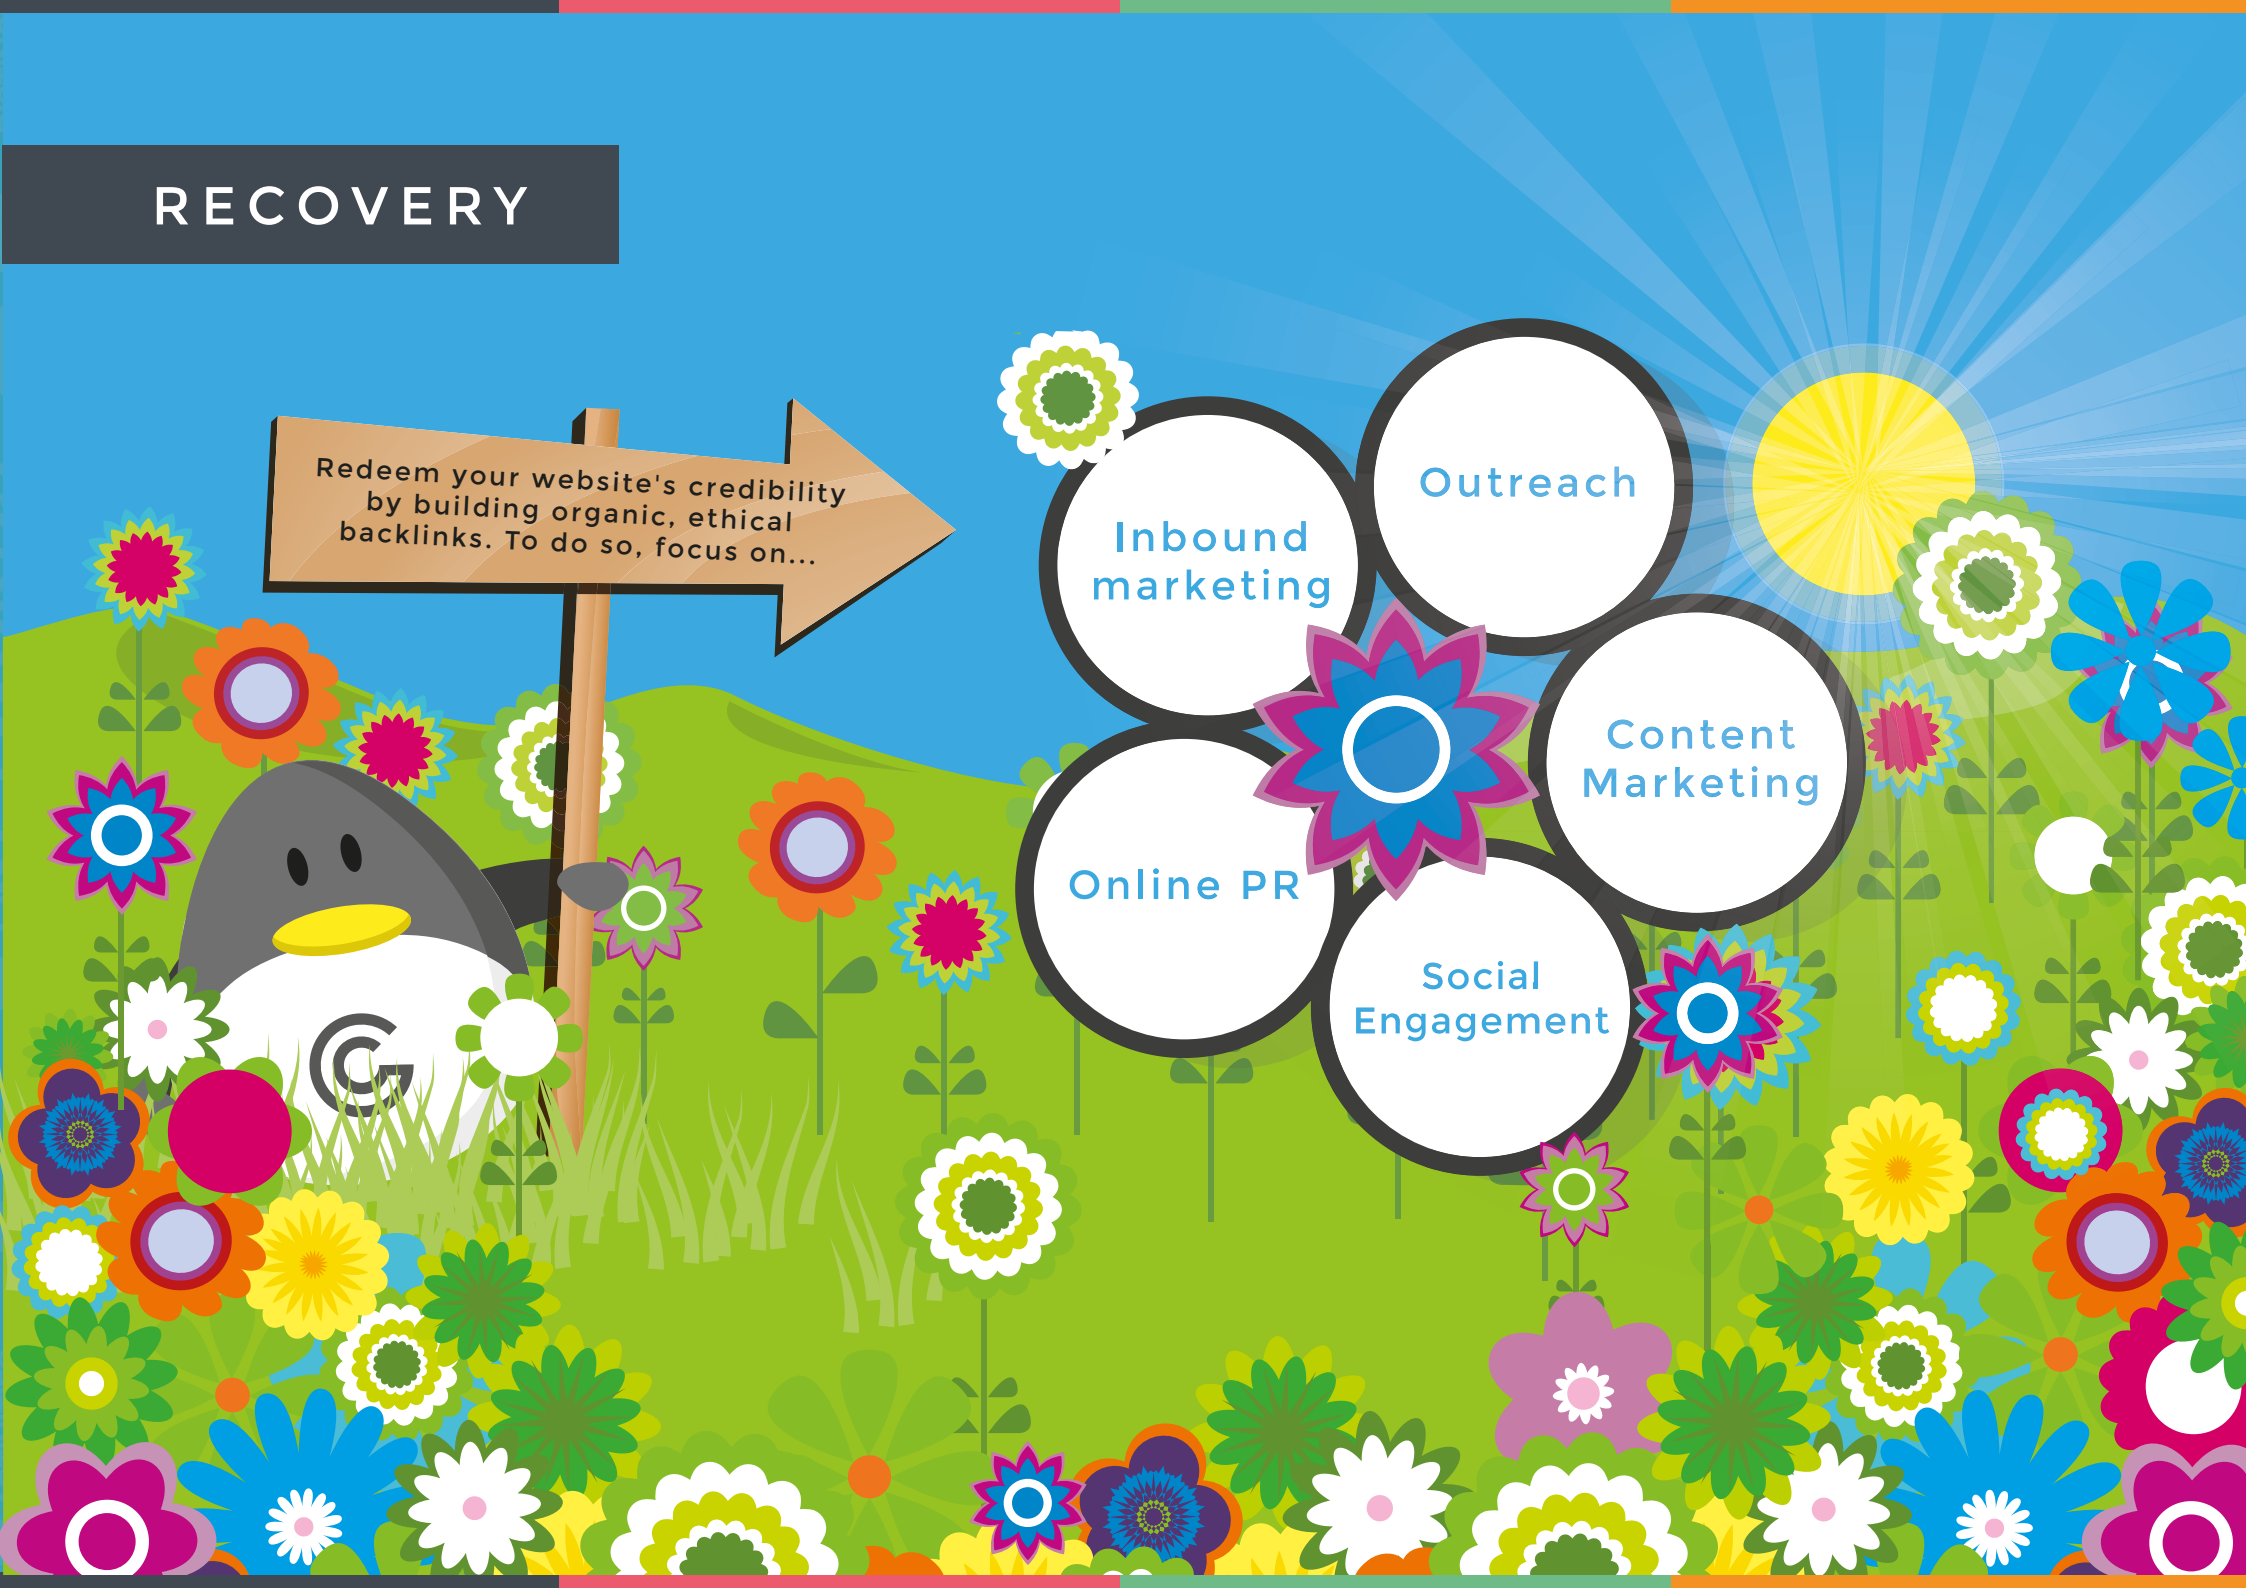 RECOVERY
Redeem your website's credibility
by building organic, ethical
backlinks. To do so, focus on...
Inbound
marketing
Outreach
Content
Marketing
Online PR
Social
Engagement